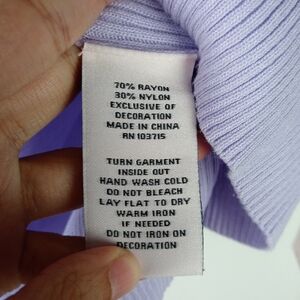 70% RAYON
30% NYLON
EXCLUSIVE OF
DECORATION
MADE IN CHINA
RN 103715
TURN GARMENT
INSIDE OUT
HAND WASH COLD
DO NOT BLEACH
LAY FLAT TO DRY
WARM IRON
IF NEEDED
DO NOT IRON ON
DECORATION